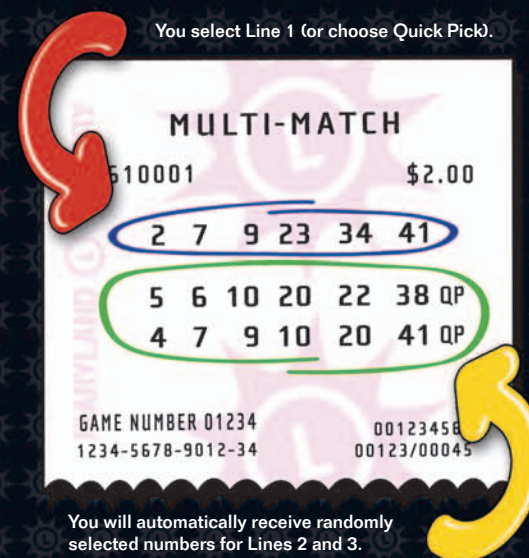 You select Line 1 (or choose Quick Pick).
MULTI-MATCH
610001 $2.00
2 7 9 23 34 41
5 6 10 20 22 38 QP
4 7 9 10 20 41 QP
GAME NUMBER 01234
1234-5678-9012-34 00123/00045
You will automatically receive randomly
selected numbers for Lines 2 and 3.